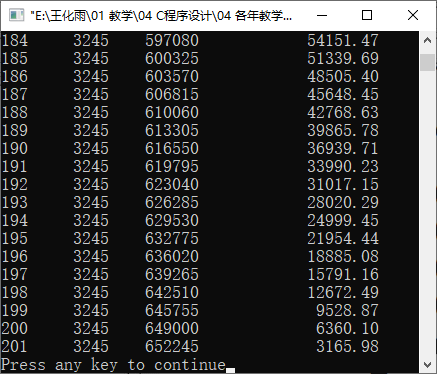 "E:\王化雨\01 教学\04 C程序设计\04 各年教学...
184 3245 597080 54151.47
185 3245 600325 51339.69
186 3245 603570 48505.40
187 3245 606815 45648.45
188 3245 610060 42768.63
189 3245 613305 39865.78
190 3245 616550 36939.71
191 3245 619795 33990.23
192 3245 623040 31017.15
193 3245 626285 28020.29
194 3245 629530 24999.45
195 3245 632775 21954.44
196 3245 636020 18885.08
197 3245 639265 15791.16
198 3245 642510 12672.49
199 3245 645755 9528.87
200 3245 649000 6360.10
201 3245 652245 3165.98
Press any key to continue